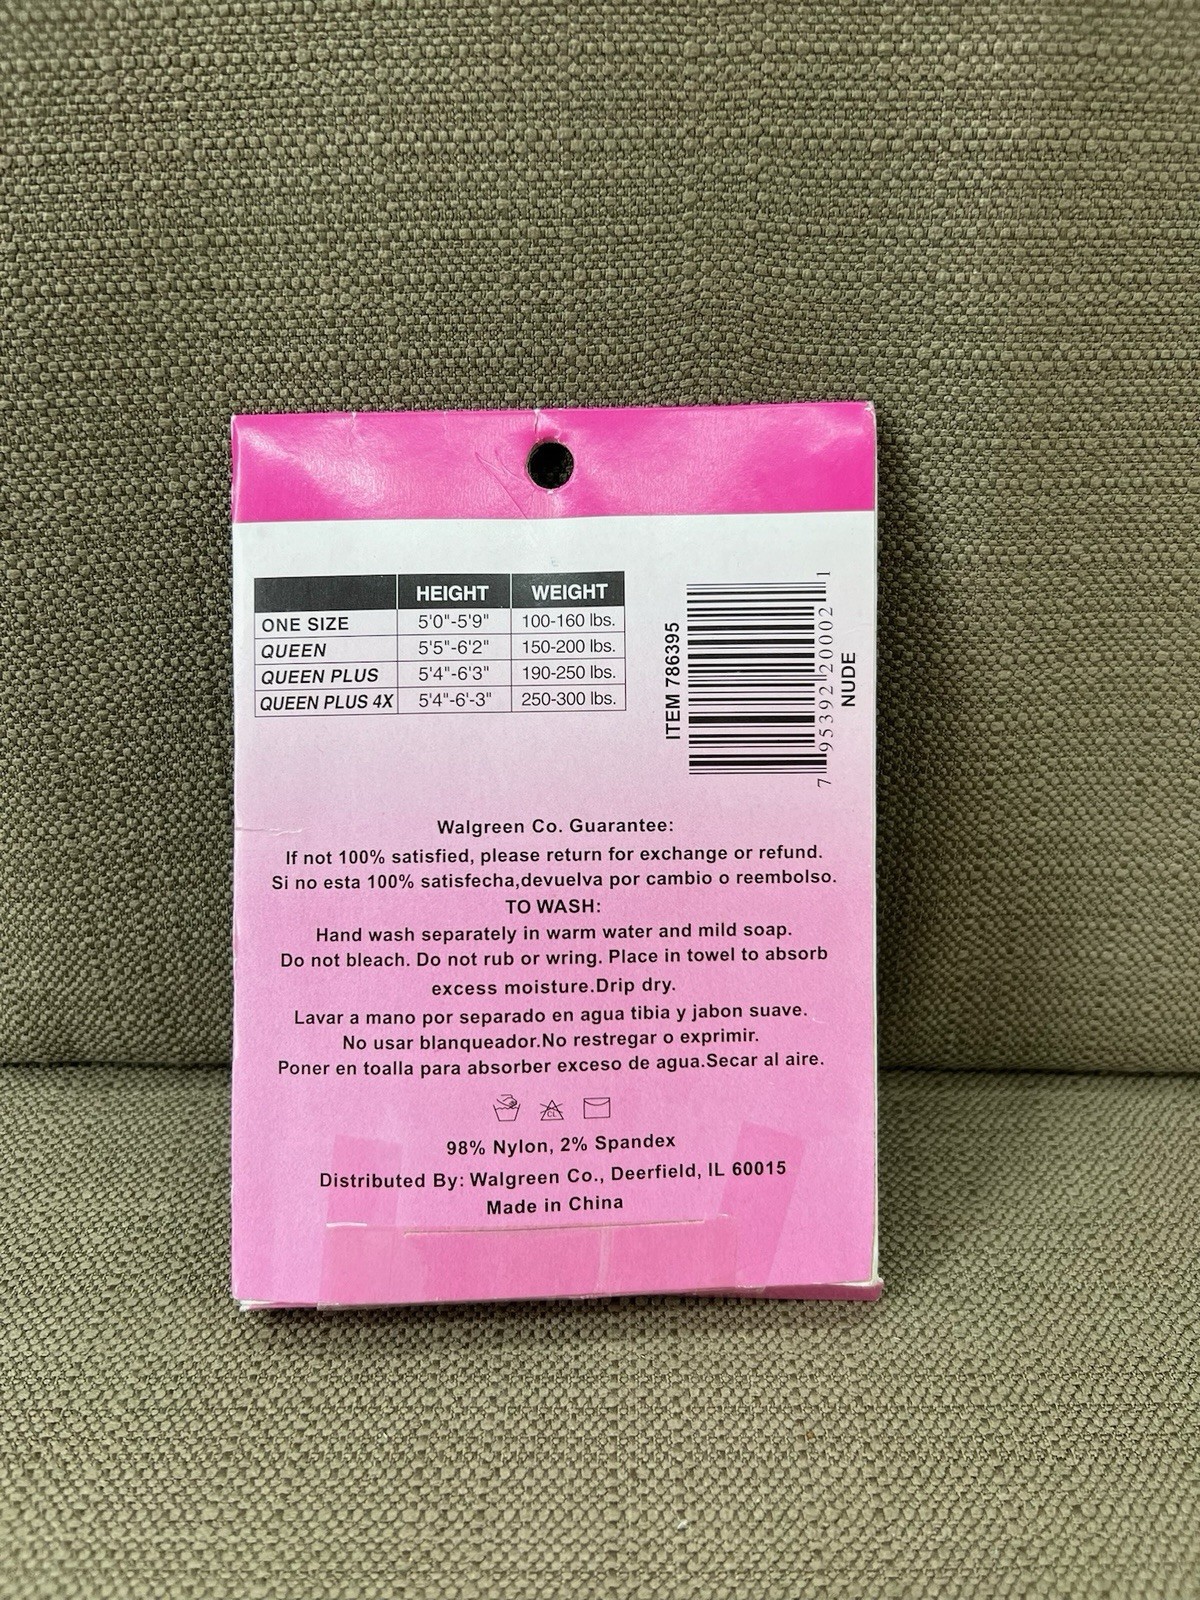 HEIGHT WEIGHT
ONE SIZE 5'0"-5'9" 100-160 lbs.
QUEEN 5'5"-6'2" 150-200 lbs.
QUEEN PLUS 5'4"-6'3" 190-250 lbs.
QUEEN PLUS 4X 5'4"-6'-3" 250-300 lbs.
ITEM 786395
7 95392 20002 1
NUDE
Walgreen Co. Guarantee:
If not 100% satisfied, please return for exchange or refund.
Si no esta 100% satisfecha,devuelva por cambio o reembolso.
TO WASH:
Hand wash separately in warm water and mild soap.
Do not bleach. Do not rub or wring. Place in towel to absorb
excess moisture.Drip dry.
Lavar a mano por separado en agua tibia y jabon suave.
No usar blanqueador.No restregar o exprimir.
Poner en toalla para absorber exceso de agua.Secar al aire.
CL
98% Nylon, 2% Spandex
Distributed By: Walgreen Co., Deerfield, IL 60015
Made in China